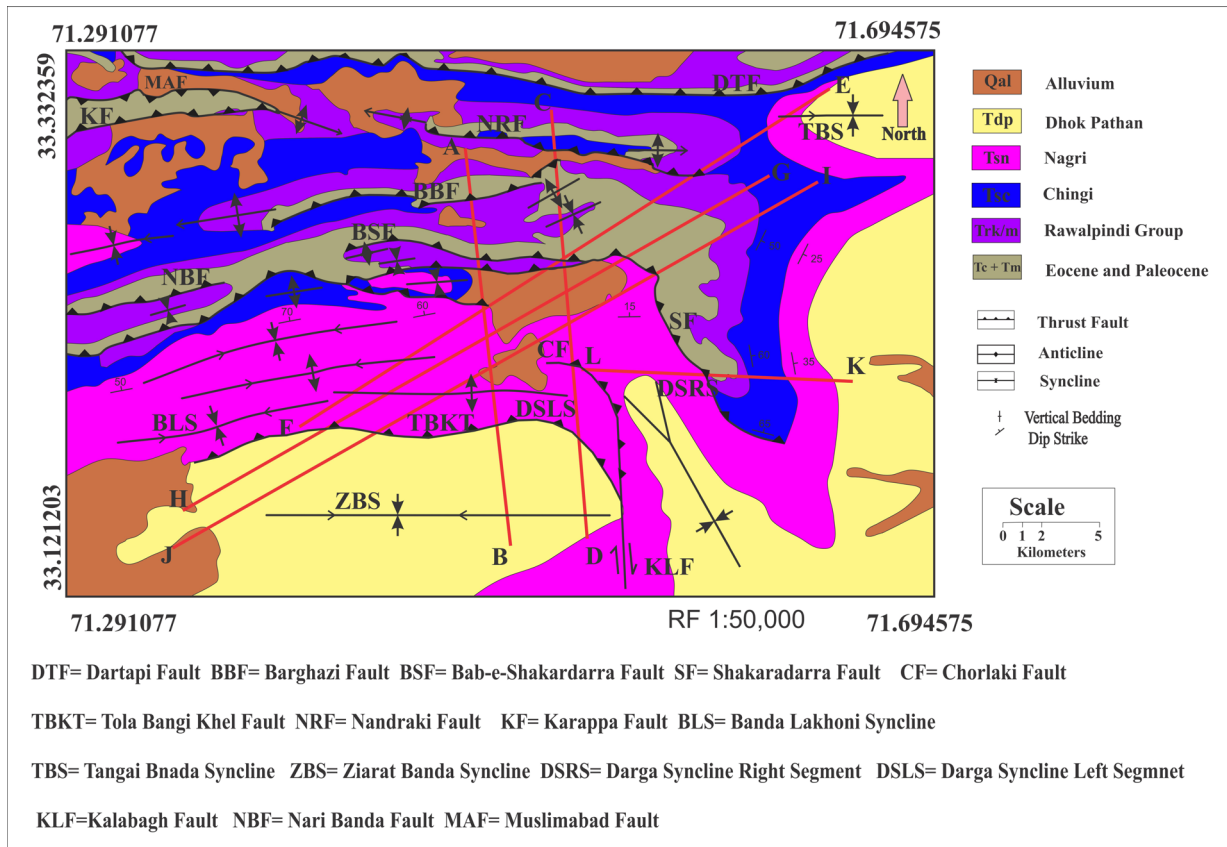 71.291077 71.694575
33.332359
33.121203
MAF
KF
DTF
E
C
NRF
TBS
North
A
BBF
G
I
BSF
NBF
52
25
70
60
15
SF
CF
L
60
35
K
50
DSRS
DSLS
BLS
F
TBKT
H
ZBS
J
B
D
KLF
71.291077 RF 1:50,000 71.694575
Qal Alluvium
Tdp Dhok Pathan
Tsn Nagri
Tsc Chingi
Trk/m Rawalpindi Group
Tc + Tm Eocene and Paleocene
Thrust Fault
Anticline
Syncline
Vertical Bedding
Dip Strike
Scale
0 1 2 5
Kilometers
DTF= Dartapi Fault BBF= Barghazi Fault BSF= Bab-e-Shakardarra Fault SF= Shakaradarra Fault CF= Chorlaki Fault
TBKT= Tola Bangi Khel Fault NRF= Nandraki Fault KF= Karappa Fault BLS= Banda Lakhoni Syncline
TBS= Tangai Bnada Syncline ZBS= Ziarat Banda Syncline DSRS= Darga Syncline Right Segment DSLS= Darga Syncline Left Segmnet
KLF=Kalabagh Fault NBF= Nari Banda Fault MAF= Muslimabad Fault